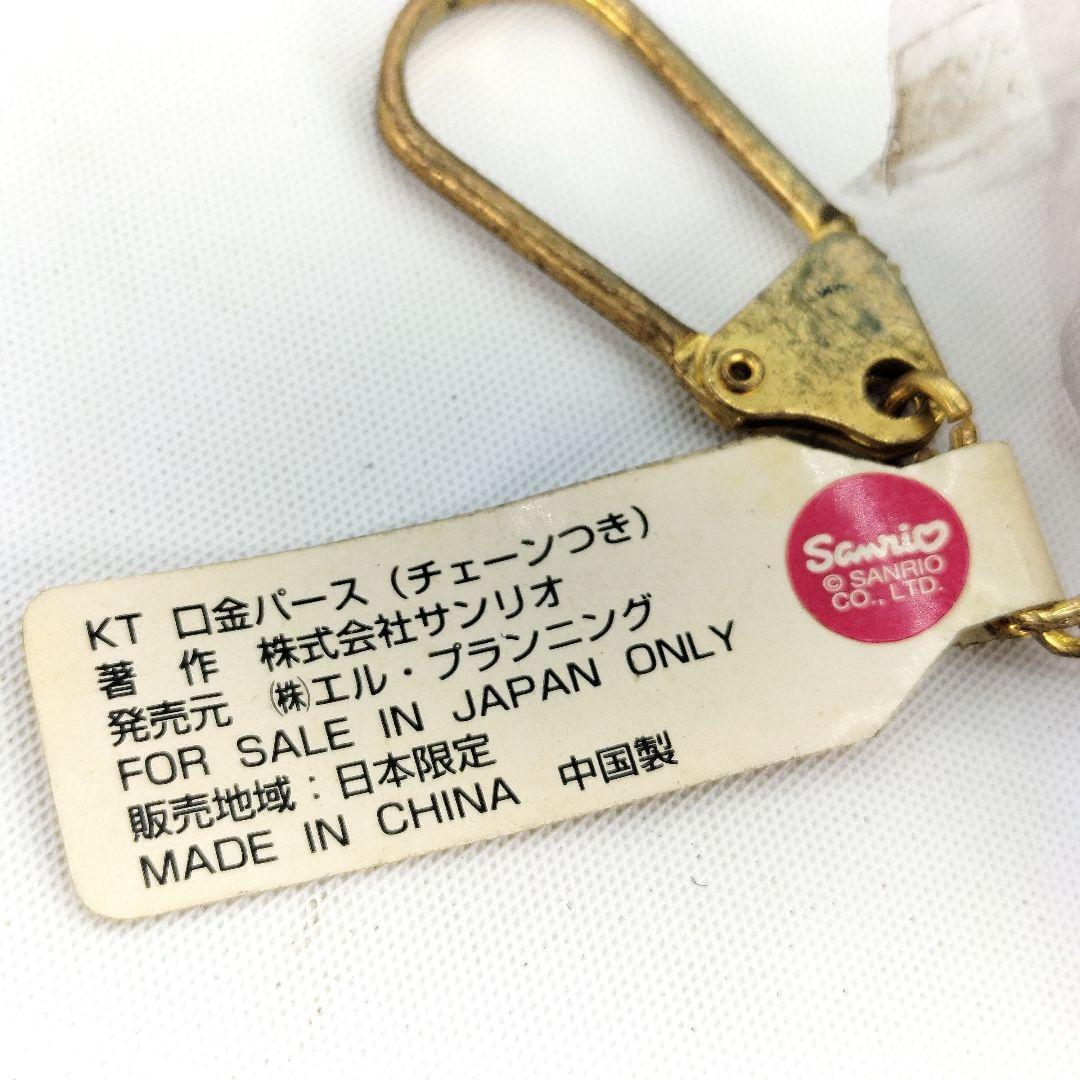 KT 口金パース（チェーンつき）
著 作 株式会社サンリオ
発売元 ㈱エル・プランニング
FOR SALE IN JAPAN ONLY
販売地域：日本限定
MADE IN CHINA 中国製
Sanrio
© SANRIO
CO., LTD.